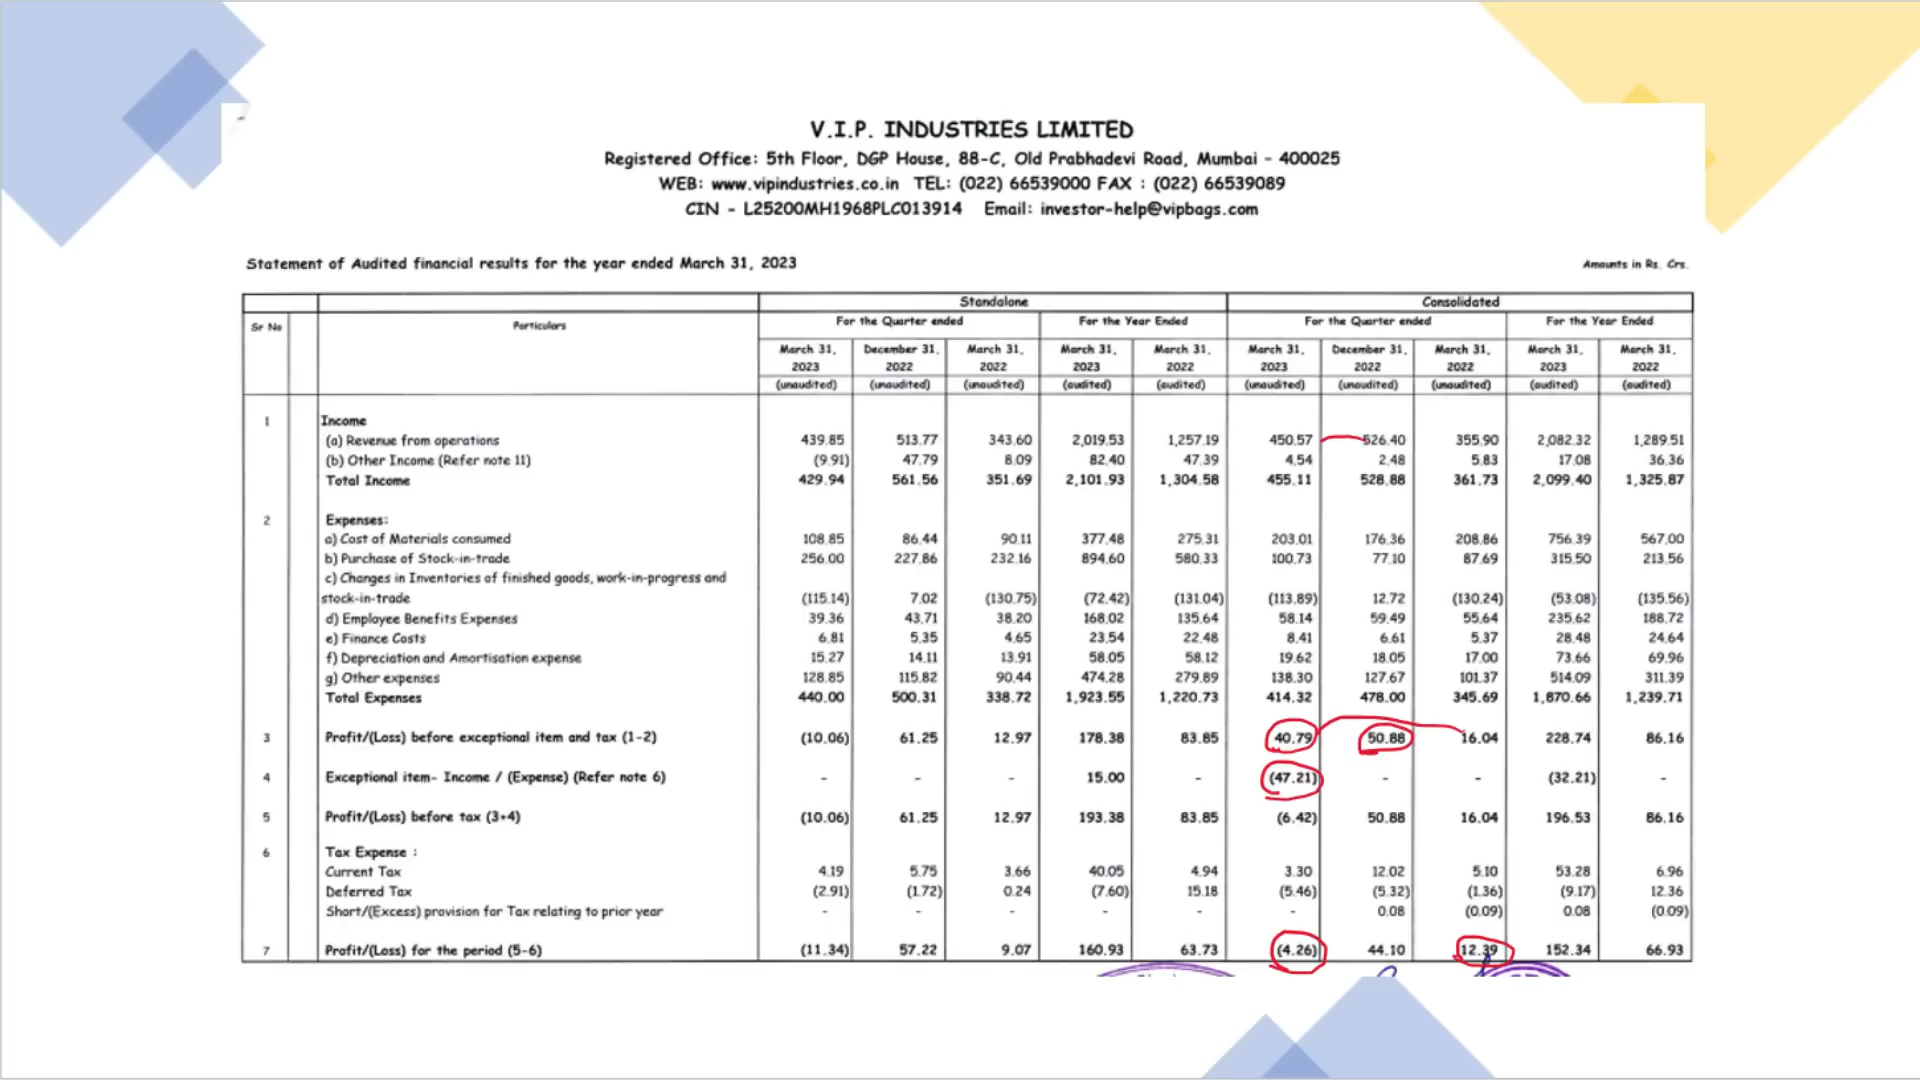 V.I.P. INDUSTRIES LIMITED
Registered Office: 5th Floor, DGP House, 88-C, Old Prabhadevi Road, Mumbai - 400025
WEB: www.vipindustries.co.in TEL: (022) 66539000 FAX : (022) 66539089
CIN - L25200MH1968PLC013914 Email: investor-help@vipbags.com
Statement of Audited financial results for the year ended March 31, 2023 Amounts in Rs. Crs.
Standalone Consolidated
Sr No Particulars For the Quarter ended For the Year Ended For the Quarter ended For the Year Ended
March 31, December 31, March 31, March 31, March 31, March 31, December 31, March 31, March 31, March 31,
2023 2022 2022 2023 2022 2023 2022 2022 2023 2022
(unaudited) (unaudited) (unaudited) (audited) (audited) (unaudited) (unaudited) (unaudited) (audited) (audited)
1 Income
(a) Revenue from operations 439.85 513.77 343.60 2,019.53 1,257.19 450.57 526.40 355.90 2,082.32 1,289.51
(b) Other Income (Refer note 11) (9.91) 47.79 8.09 82.40 47.39 4.54 2.48 5.83 17.08 36.36
Total Income 429.94 561.56 351.69 2,101.93 1,304.58 455.11 528.88 361.73 2,099.40 1,325.87
2 Expenses:
a) Cost of Materials consumed 108.85 86.44 90.11 377.48 275.31 203.01 176.36 208.86 756.39 567.00
b) Purchase of Stock-in-trade 256.00 227.86 232.16 894.60 580.33 100.73 77.10 87.69 315.50 213.56
c) Changes in Inventories of finished goods, work-in-progress and
stock-in-trade (115.14) 7.02 (130.75) (72.42) (131.04) (113.89) 12.72 (130.24) (53.08) (135.56)
d) Employee Benefits Expenses 39.36 43.71 38.20 168.02 135.64 58.14 59.49 55.64 235.62 188.72
e) Finance Costs 6.81 5.35 4.65 23.54 22.48 8.41 6.61 5.37 28.48 24.64
f) Depreciation and Amortisation expense 15.27 14.11 13.91 58.05 58.12 19.62 18.05 17.00 73.66 69.96
g) Other expenses 128.85 115.82 90.44 474.28 279.89 138.30 127.67 101.37 514.09 311.39
Total Expenses 440.00 500.31 338.72 1,923.55 1,220.73 414.32 478.00 345.69 1,870.66 1,239.71
3 Profit/(Loss) before exceptional item and tax (1-2) (10.06) 61.25 12.97 178.38 83.85 40.79 50.88 16.04 228.74 86.16
4 Exceptional item- Income / (Expense) (Refer note 6) - - - 15.00 - (47.21) - - (32.21) -
5 Profit/(Loss) before tax (3+4) (10.06) 61.25 12.97 193.38 83.85 (6.42) 50.88 16.04 196.53 86.16
6 Tax Expense :
Current Tax 4.19 5.75 3.66 40.05 4.94 3.30 12.02 5.10 53.28 6.96
Deferred Tax (2.91) (1.72) 0.24 (7.60) 15.18 (5.46) (5.32) (1.36) (9.17) 12.36
Short/(Excess) provision for Tax relating to prior year - - - - - - 0.08 (0.09) 0.08 (0.09)
7 Profit/(Loss) for the period (5-6) (11.34) 57.22 9.07 160.93 63.73 (4.26) 44.10 12.39 152.34 66.93